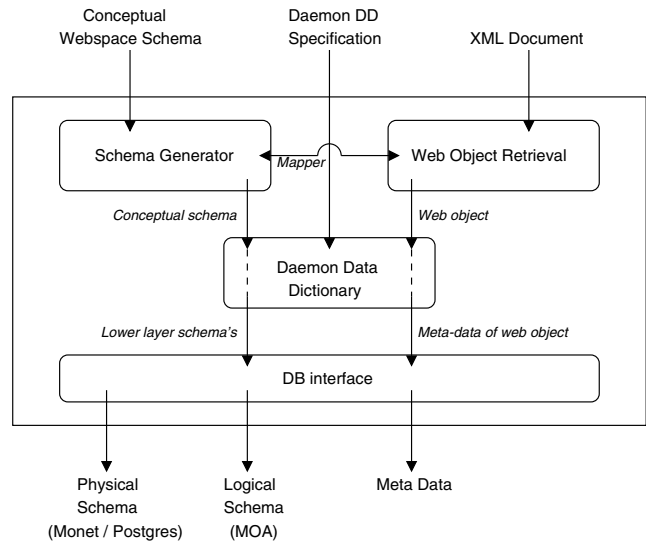 Conceptual
Webspace Schema
Daemon DD
Specification
XML Document
Schema Generator
Mapper
Web Object Retrieval
Conceptual schema
Web object
Daemon Data
Dictionary
Lower layer schema's
Meta-data of web object
DB interface
Physical
Schema
(Monet / Postgres)
Logical
Schema
(MOA)
Meta Data